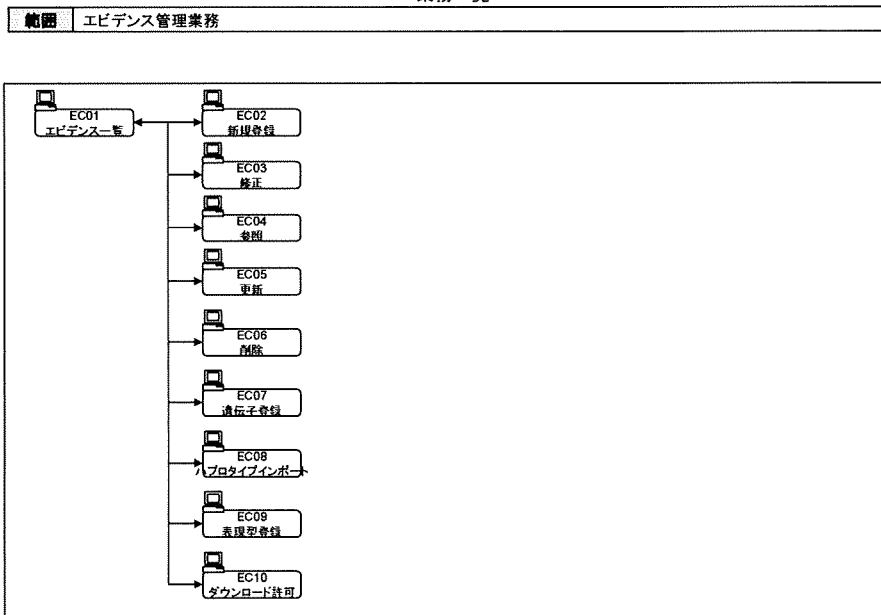 範囲 エビデンス管理業務
EC01
エビデンス一覧
EC02
新規登録
EC03
修正
EC04
参照
EC05
更新
EC06
削除
EC07
遺伝子登録
EC08
ハプロタイプインポート
EC09
表現型登録
EC10
ダウンロード許可